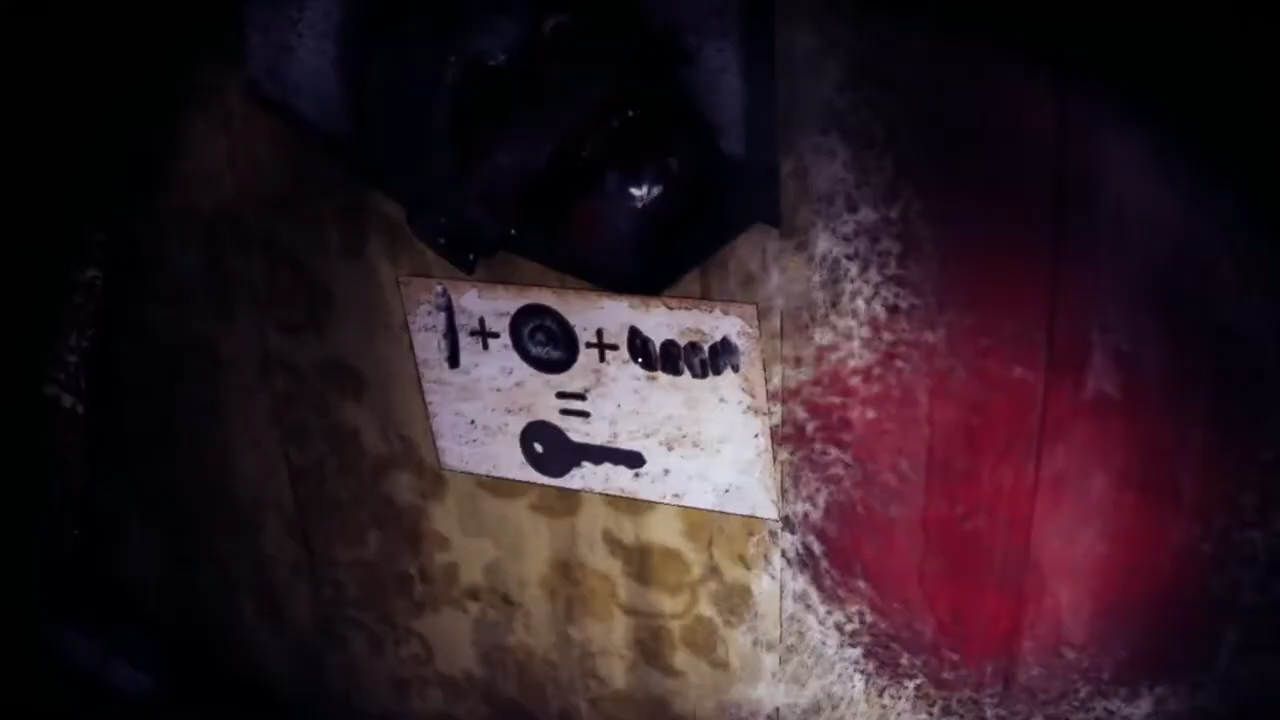 + +
=